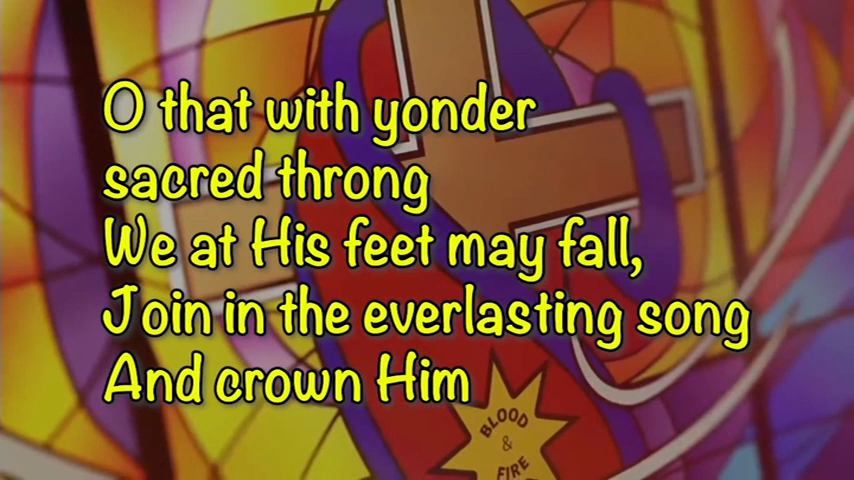 O that with yonder
sacred throng
We at His feet may fall,
Join in the everlasting song
And crown Him
BLOOD
&
FIRE